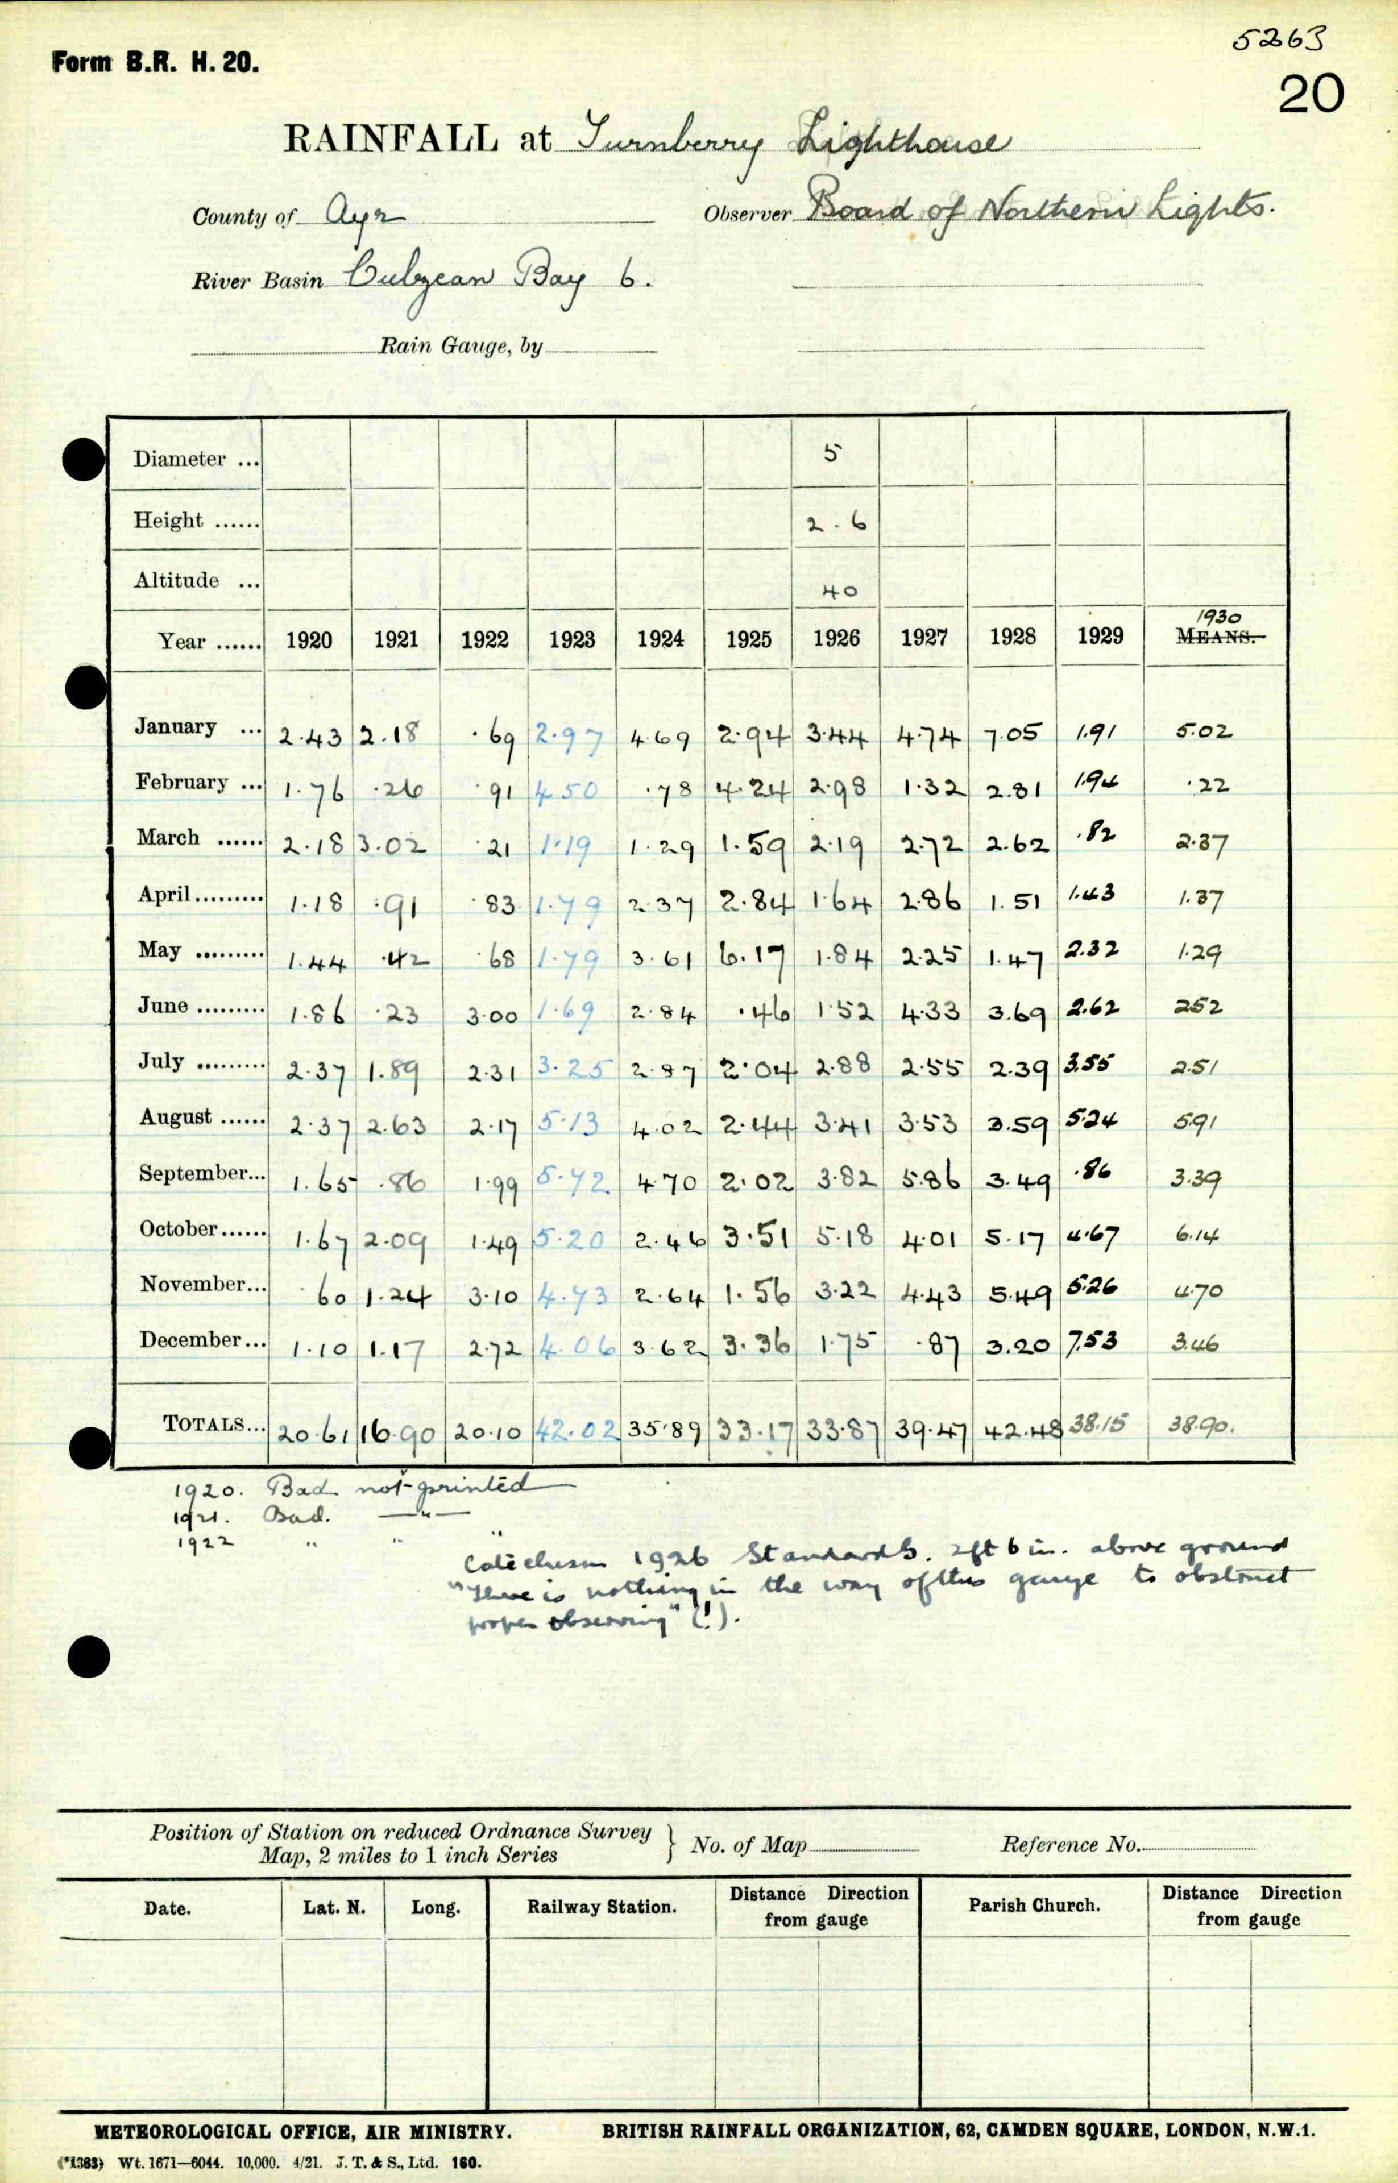 5263
Form B.R. H. 20.
20
RAINFALL at Turnberry Lighthouse
County of Ayr Observer Board of Northern Lights.
River Basin Culzean Bay 6.
Rain Gauge, by
Diameter ... 5
Height ...... 2.6
Altitude ... 40
1930
Year ...... 1920 1921 1922 1923 1924 1925 1926 1927 1928 1929 MEANS.
January ... 2.43 2.18 .69 2.97 4.69 2.94 3.44 4.74 7.05 1.91 5.02
February ... 1.76 .26 .91 4.50 .78 4.24 2.98 1.32 2.81 1.94 .22
March ...... 2.18 3.02 .21 1.19 1.29 1.59 2.19 2.72 2.62 .82 2.37
April ......... 1.18 .91 .83 1.79 2.37 2.84 1.64 2.86 1.51 1.43 1.37
May ......... 1.44 .42 .68 1.79 3.61 6.17 1.84 2.25 1.47 2.32 1.29
June ......... 1.86 .23 3.00 1.69 2.84 .46 1.52 4.33 3.69 2.62 2.52
July ......... 2.37 1.89 2.31 3.25 2.87 2.04 2.88 2.55 2.39 3.55 2.51
August ...... 2.37 2.63 2.17 5.13 4.02 2.44 3.41 3.53 3.59 5.24 5.91
September... 1.65 .86 1.99 5.72 4.70 2.02 3.82 5.86 3.49 .86 3.39
October...... 1.67 2.09 1.49 5.20 2.46 3.51 5.18 4.01 5.17 4.67 6.14
November... .60 1.24 3.10 4.73 2.64 1.56 3.22 4.43 5.49 5.26 4.70
December... 1.10 1.17 2.72 4.06 3.62 3.36 1.75 .87 3.20 7.53 3.46
TOTALS... 20.61 16.90 20.10 42.02 35.89 33.17 33.87 39.47 42.48 38.15 38.90.
1920. Bad not printed
1921. Bad. — " —
1922 " " "
Catechism 1926 Standard 5. 2ft 6 in. above ground
"There is nothing in the way of this gauge to obstruct
proper observing" (!).
Position of Station on reduced Ordnance Survey
Map, 2 miles to 1 inch Series } No. of Map Reference No.
Date. Lat. N. Long. Railway Station. Distance Direction from gauge Parish Church. Distance Direction from gauge
METEOROLOGICAL OFFICE, AIR MINISTRY. BRITISH RAINFALL ORGANIZATION, 62, CAMDEN SQUARE, LONDON, N.W.1.
(*1383) Wt. 1671—6044. 10,000. 4/21. J. T. & S., Ltd. 160.